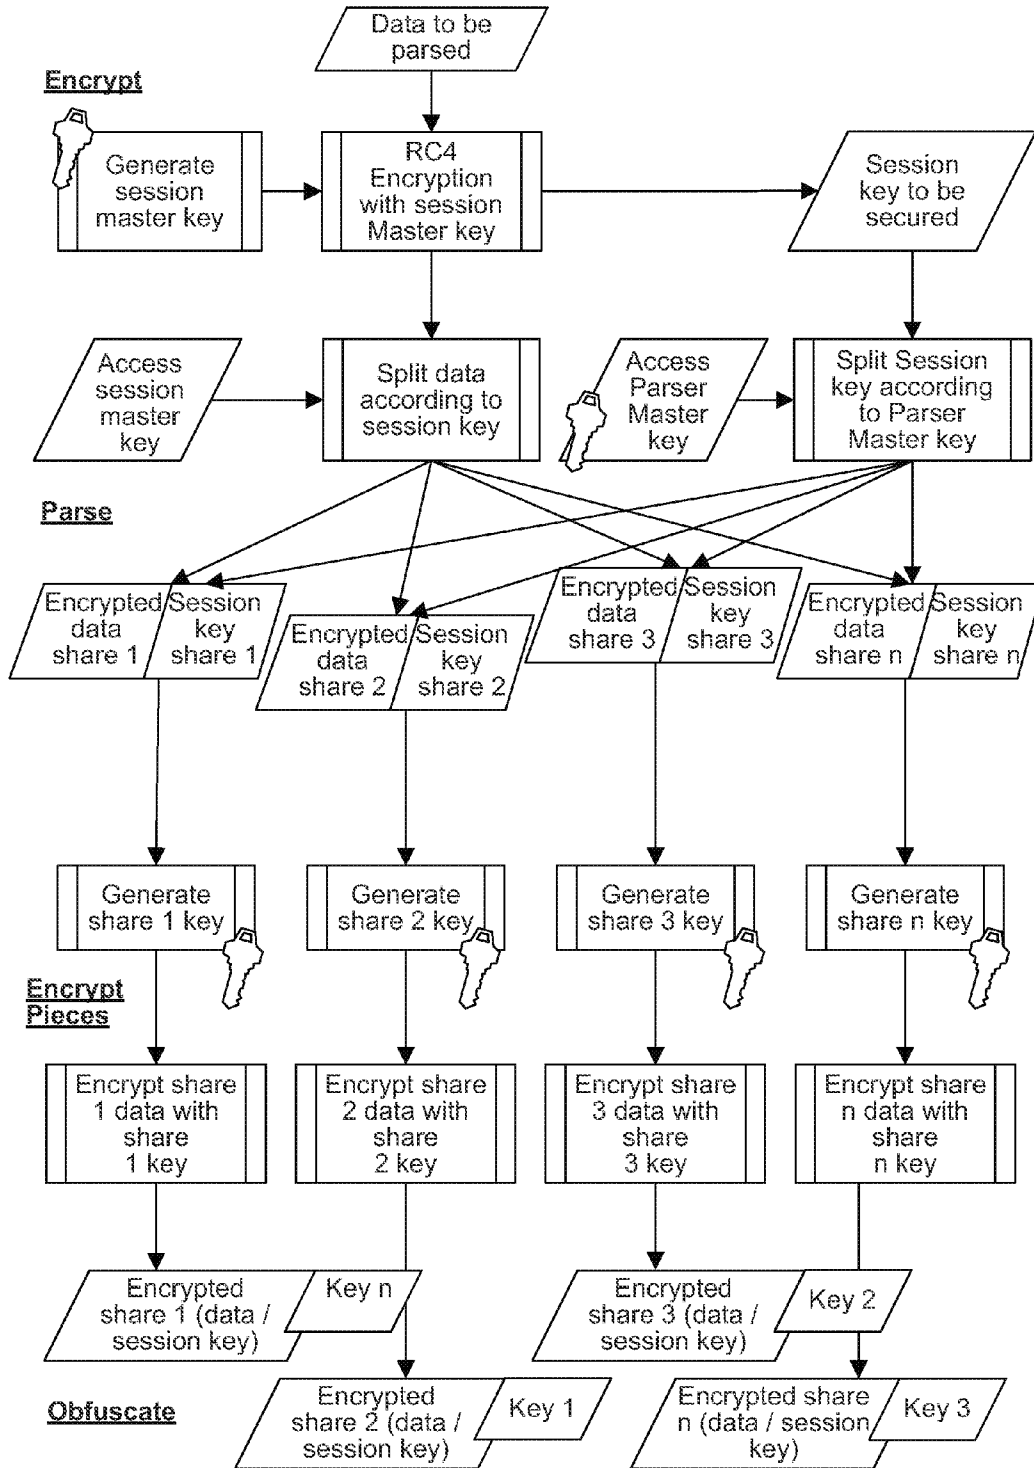 Data to be
parsed
Encrypt
Generate
session
master key
RC4
Encryption
with session
Master key
Session
key to be
secured
Access
session
master
key
Split data
according to
session key
Access
Parser
Master
key
Split Session
key according
to Parser
Master key
Parse
Encrypted
data
share 1
Session
key
share 1
Encrypted
data
share 2
Session
key
share 2
Encrypted
data
share 3
Session
key
share 3
Encrypted
data
share n
Session
key
share n
Generate
share 1 key
Generate
share 2 key
Generate
share 3 key
Generate
share n key
Encrypt
Pieces
Encrypt share
1 data with
share
1 key
Encrypt share
2 data with
share
2 key
Encrypt share
3 data with
share
3 key
Encrypt share
n data with
share
n key
Encrypted
share 1 (data /
session key)
Key n
Encrypted
share 3 (data /
session key)
Key 2
Obfuscate
Encrypted
share 2 (data /
session key)
Key 1
Encrypted share
n (data / session
key)
Key 3